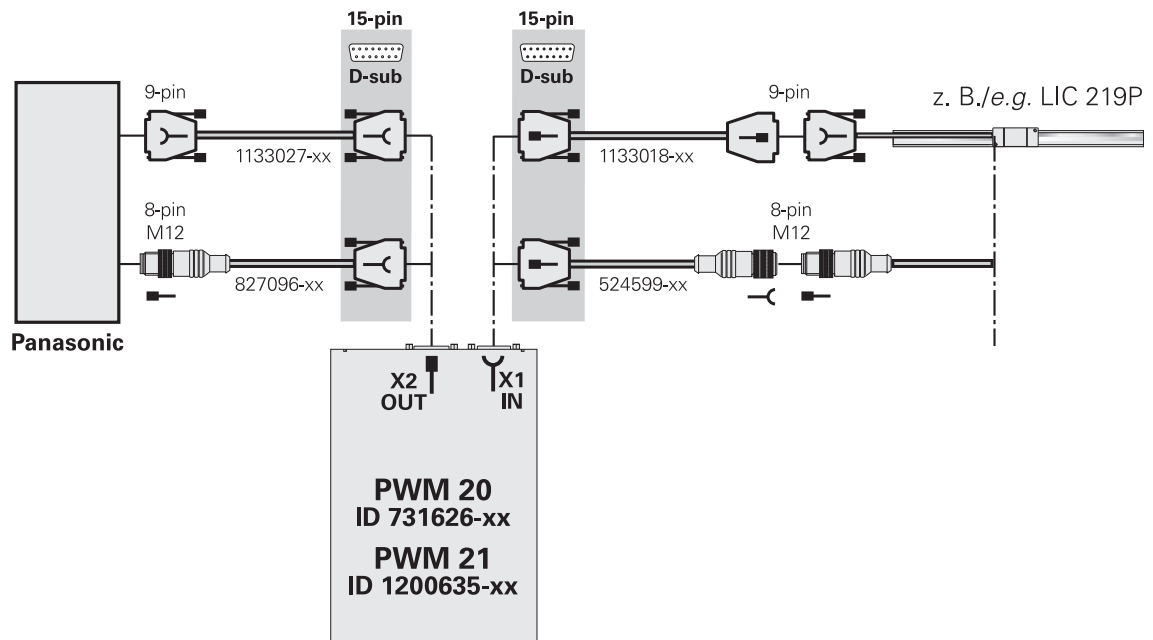 15-pin
D-sub
15-pin
D-sub
9-pin
9-pin
z. B./e.g. LIC 219P
1133027-xx
1133018-xx
8-pin
M12
8-pin
M12
827096-xx
524599-xx
Panasonic
X2
OUT
X1
IN
PWM 20
ID 731626-xx
PWM 21
ID 1200635-xx